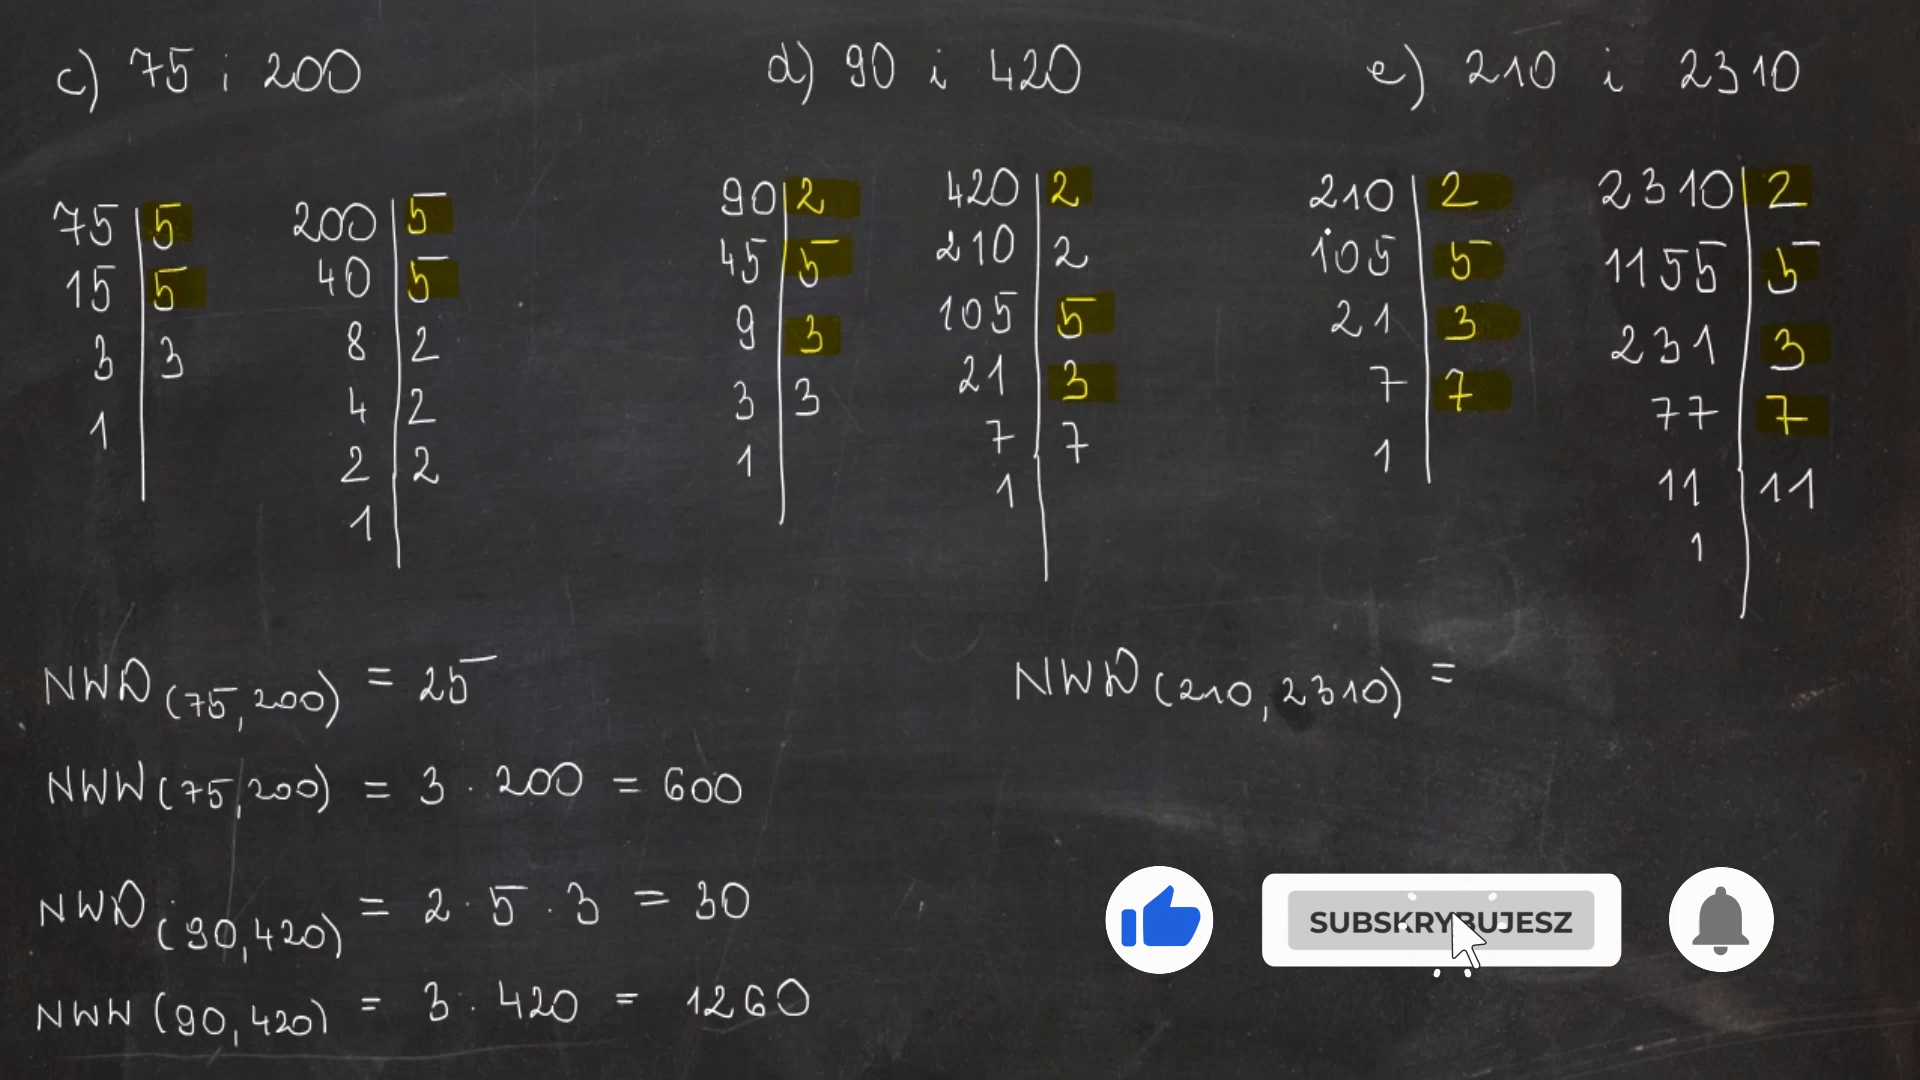 c) 75 i 200
d) 90 i 420
e) 210 i 2310
75 | 5
15 | 5
3 | 3
1 |
200 | 5
40 | 5
8 | 2
4 | 2
2 | 2
1 |
90 | 2
45 | 5
9 | 3
3 | 3
1 |
420 | 2
210 | 2
105 | 5
21 | 3
7 | 7
1 |
210 | 2
105 | 5
21 | 3
7 | 7
1 |
2310 | 2
1155 | 5
231 | 3
77 | 7
11 | 11
1 |
NWD (75, 200) = 25
NWW (75, 200) = 3 · 200 = 600
NWD (90, 420) = 2 · 5 · 3 = 30
NWW (90, 420) = 3 · 420 = 1260
NWD (210, 2310) =
SUBSKRYBUJESZ